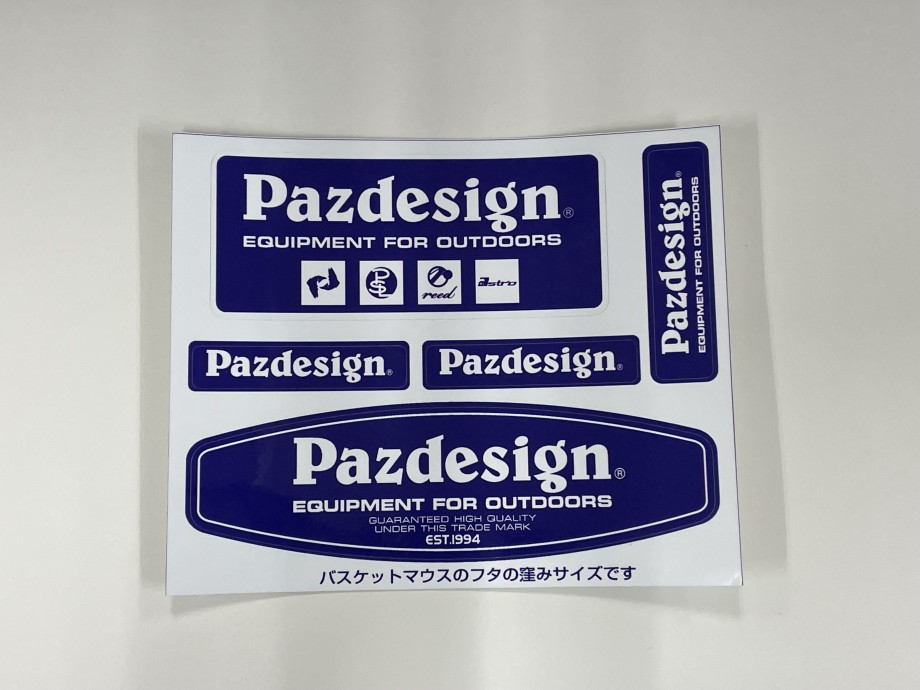 Pazdesign®
EQUIPMENT FOR OUTDOORS
PSL
reed
astro
Pazdesign®
EQUIPMENT FOR OUTDOORS
Pazdesign®
Pazdesign®
Pazdesign®
EQUIPMENT FOR OUTDOORS
GUARANTEED HIGH QUALITY
UNDER THIS TRADE MARK
EST.1994
バスケットマウスのフタの窪みサイズです